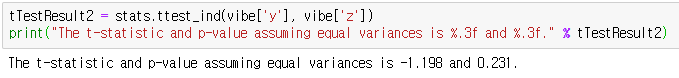 tTestResult2 = stats.ttest_ind(vibe['y'], vibe['z'])
print("The t-statistic and p-value assuming equal variances is %.3f and %.3f." % tTestResult2)
The t-statistic and p-value assuming equal variances is -1.198 and 0.231.